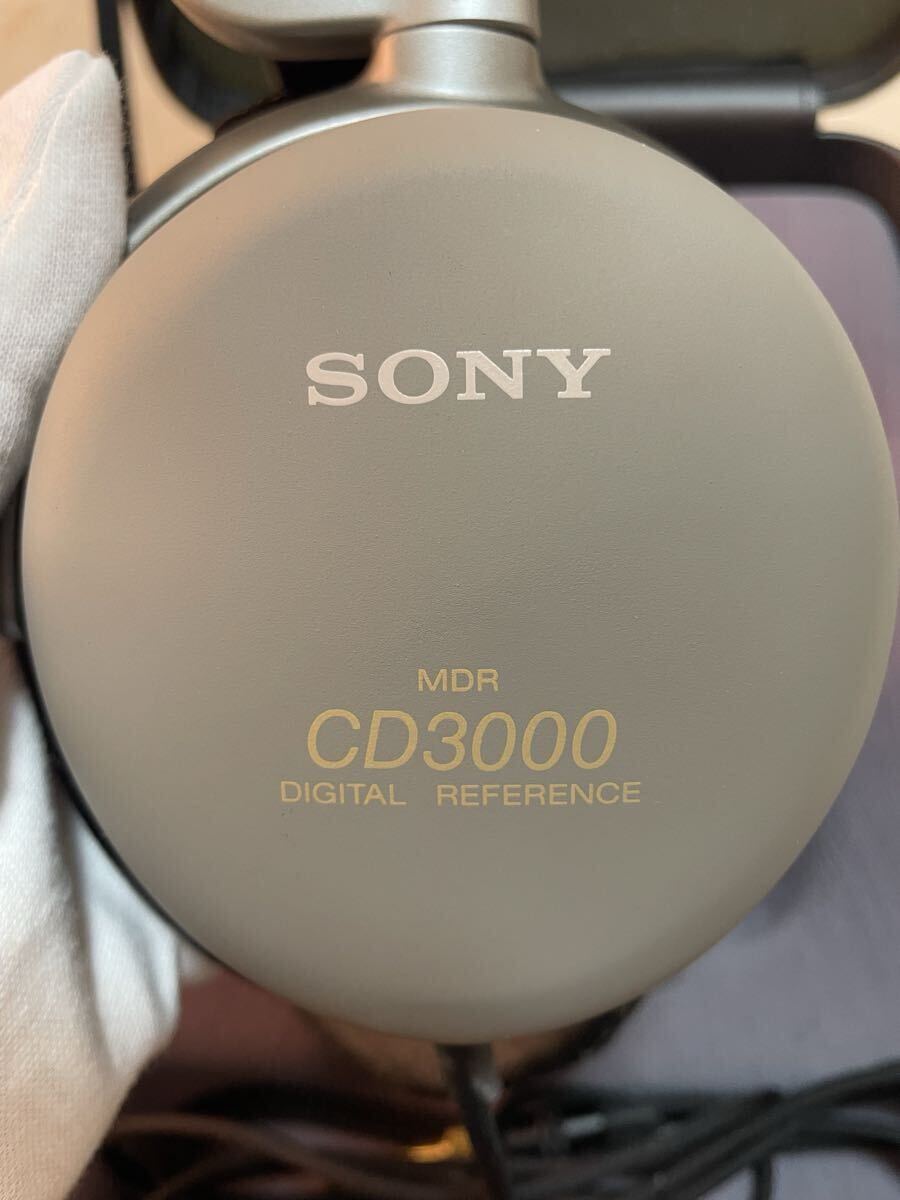 SONY
MDR
CD3000
DIGITAL REFERENCE